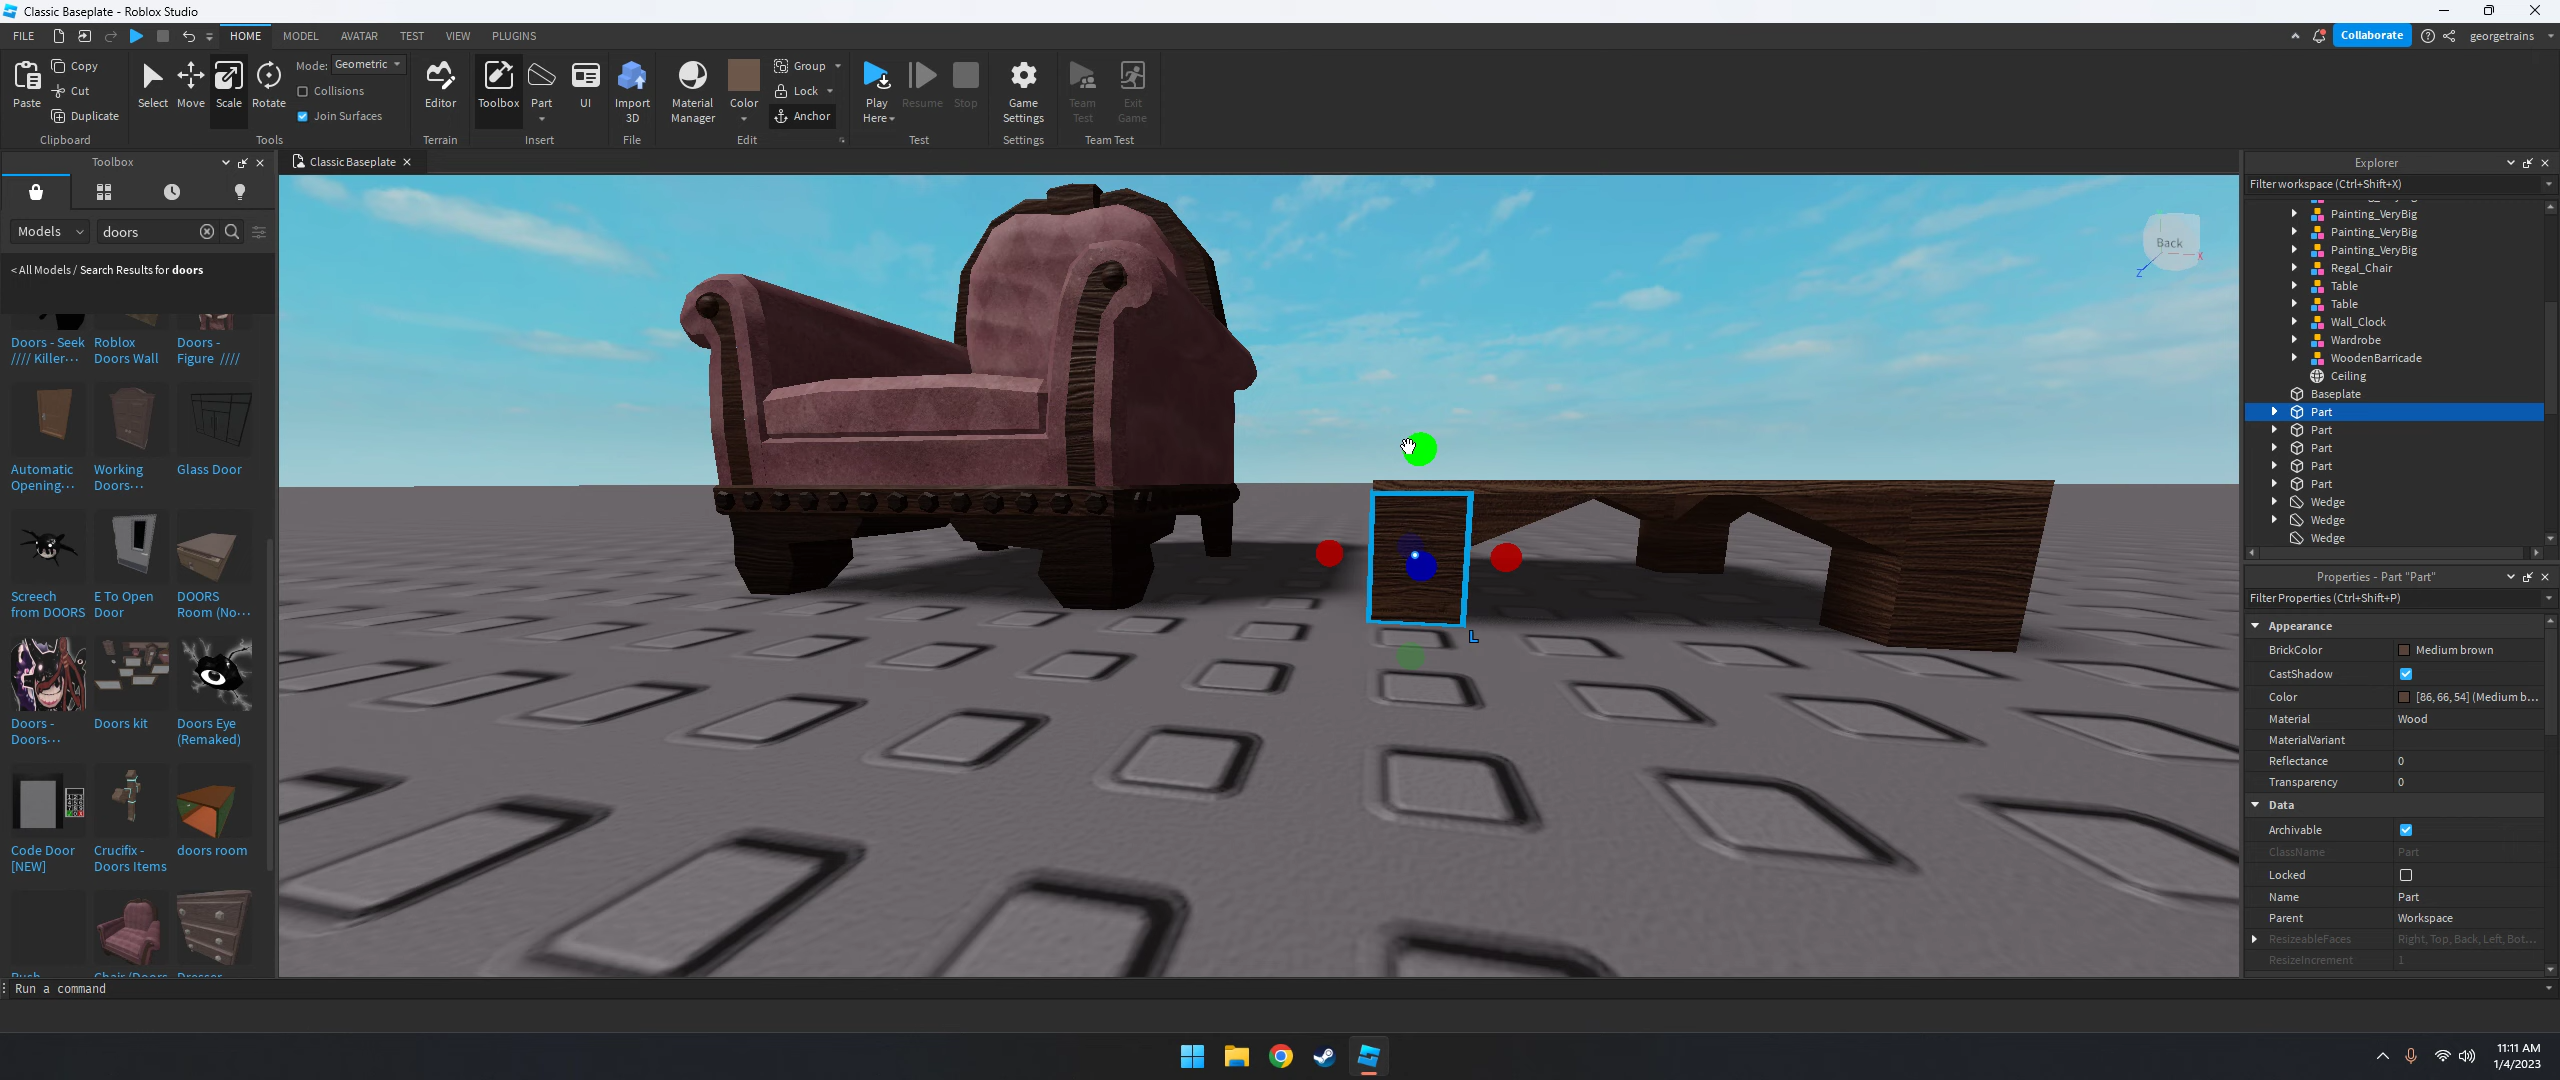 Classic Baseplate - Roblox Studio
FILE
HOME
MODEL
AVATAR
TEST
VIEW
PLUGINS
Collaborate
georgetrains
Paste
Copy
Cut
Duplicate
Clipboard
Select
Move
Scale
Rotate
Mode: Geometric
Collisions
Join Surfaces
Tools
Editor
Terrain
Toolbox
Part
UI
Insert
Import
3D
File
Material
Manager
Color
Group
Lock
Anchor
Edit
Play
Here
Resume
Stop
Test
Game
Settings
Settings
Team
Test
Exit
Game
Team Test
Toolbox
Models
doors
< All Models / Search Results for doors
Doors - Seek
//// Killer...
Roblox
Doors Wall
Doors -
Figure ////
Automatic
Opening...
Working
Doors...
Glass Door
Screech
from DOORS
E To Open
Door
DOORS
Room (No...
Doors -
Doors...
Doors kit
Doors Eye
(Remaked)
Code Door
[NEW]
Crucifix -
Doors Items
doors room
Rush
Chair (Doors
Dresser
Classic Baseplate
Back
Z
X
L
Explorer
Filter workspace (Ctrl+Shift+X)
Painting_VeryBig
Painting_VeryBig
Painting_VeryBig
Regal_Chair
Table
Table
Wall_Clock
Wardrobe
WoodenBarricade
Ceiling
Baseplate
Part
Part
Part
Part
Part
Wedge
Wedge
Wedge
Properties - Part "Part"
Filter Properties (Ctrl+Shift+P)
Appearance
BrickColor Medium brown
CastShadow
Color [86, 66, 54] (Medium b...
Material Wood
MaterialVariant
Reflectance 0
Transparency 0
Data
Archivable
ClassName Part
Locked
Name Part
Parent Workspace
ResizeableFaces Right, Top, Back, Left, Bot...
ResizeIncrement 1
Run a command
11:11 AM
1/4/2023